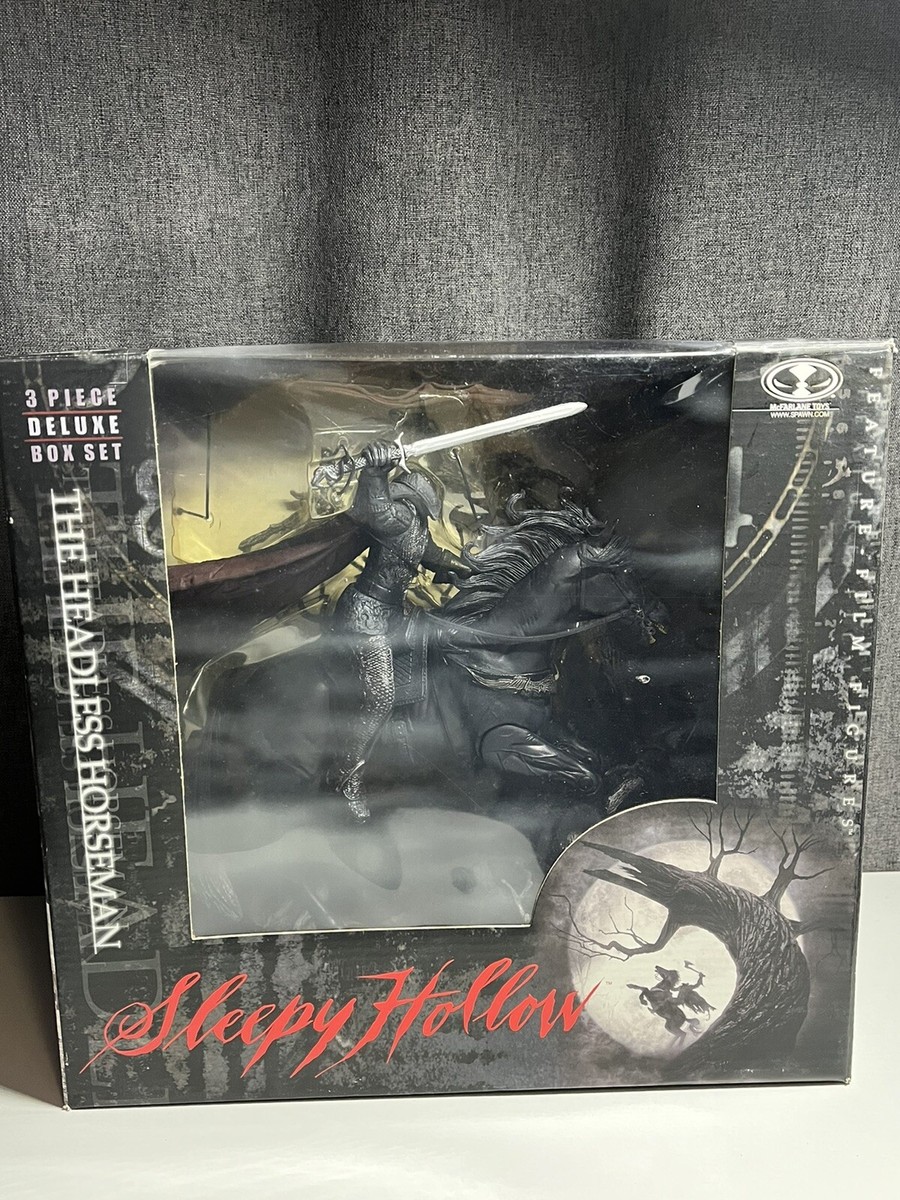 3 PIECE
DELUXE
BOX SET
THE HEADLESS HORSEMAN
McFARLANE TOYS
WWW.SPAWN.COM
FEATURE FILM FIGURES
Sleepy Hollow